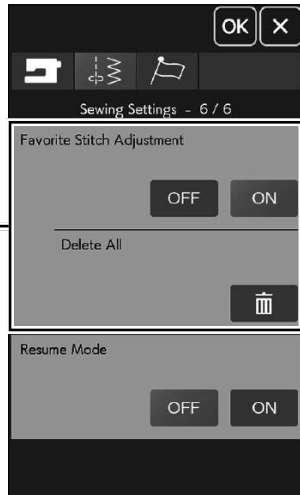 OK
Sewing Settings - 6 / 6
Favorite Stitch Adjustment
OFF ON
Delete All
Resume Mode
OFF ON